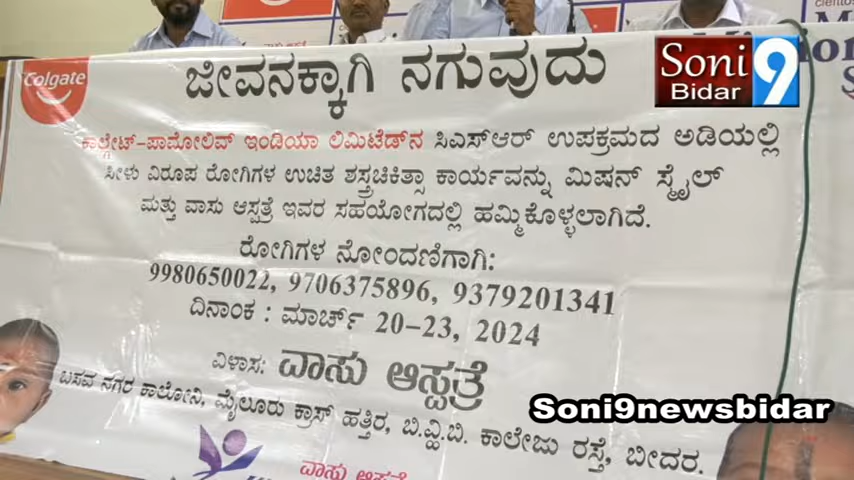 Colgate
Soni 9
Bidar
ಜೀವನಕ್ಕಾಗಿ ನಗುವುದು
ಕಾಲ್ಗೇಟ್-ಪಾಮೋಲಿವ್ ಇಂಡಿಯಾ ಲಿಮಿಟೆಡ್‌ನ ಸಿಎಸ್ಆರ್ ಉಪಕ್ರಮದ ಅಡಿಯಲ್ಲಿ
ಸೀಳು ವಿರೂಪ ರೋಗಿಗಳ ಉಚಿತ ಶಸ್ತ್ರಚಿಕಿತ್ಸಾ ಕಾರ್ಯವನ್ನು ಮಿಷನ್ ಸ್ಮೈಲ್
ಮತ್ತು ವಾಸು ಆಸ್ಪತ್ರೆ ಇವರ ಸಹಯೋಗದಲ್ಲಿ ಹಮ್ಮಿಕೊಳ್ಳಲಾಗಿದೆ.
ರೋಗಿಗಳ ನೋಂದಣಿಗಾಗಿ:
9980650022, 9706375896, 9379201341
ದಿನಾಂಕ : ಮಾರ್ಚ್ 20-23, 2024
ವಿಳಾಸ: ವಾಸು ಆಸ್ಪತ್ರೆ
ಬಸವ ನಗರ ಕಾಲೋನಿ, ಮೈಲೂರು ಕ್ರಾಸ್ ಹತ್ತಿರ, ಬಿ.ವ್ಹಿ.ಬಿ. ಕಾಲೇಜು ರಸ್ತೆ, ಬೀದರ.
Soni9newsbidar
ವಾಸು ಆಸ್ಪತ್ರೆ